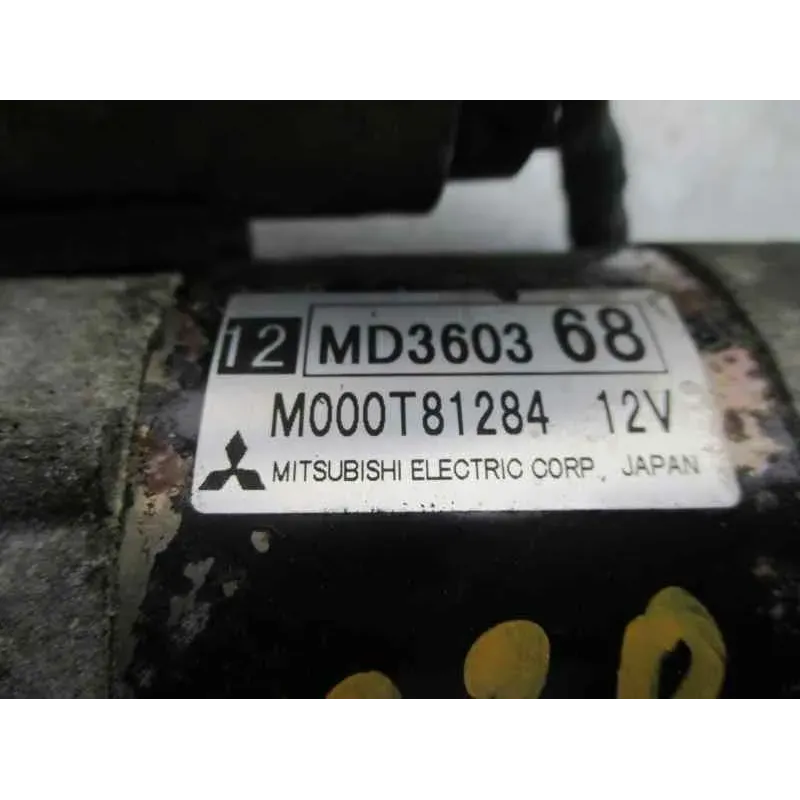 12 MD3603 68
M000T81284 12V
MITSUBISHI ELECTRIC CORP. JAPAN